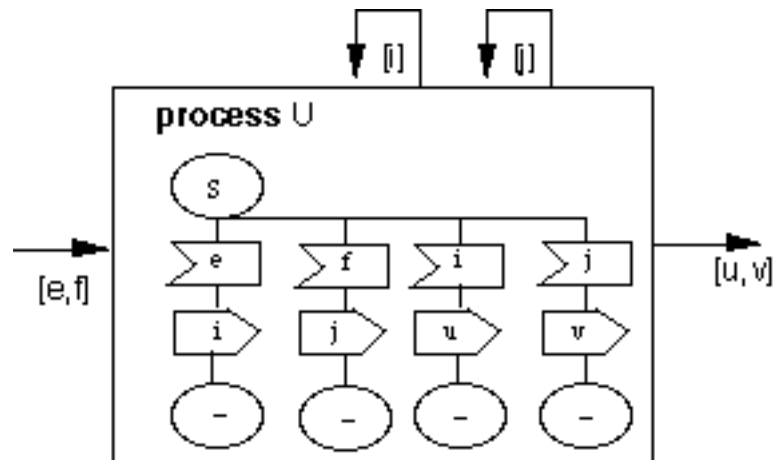 [i] [j]
process U
S
e f i j
[e,f] [u,v]
i j u v
- - - -